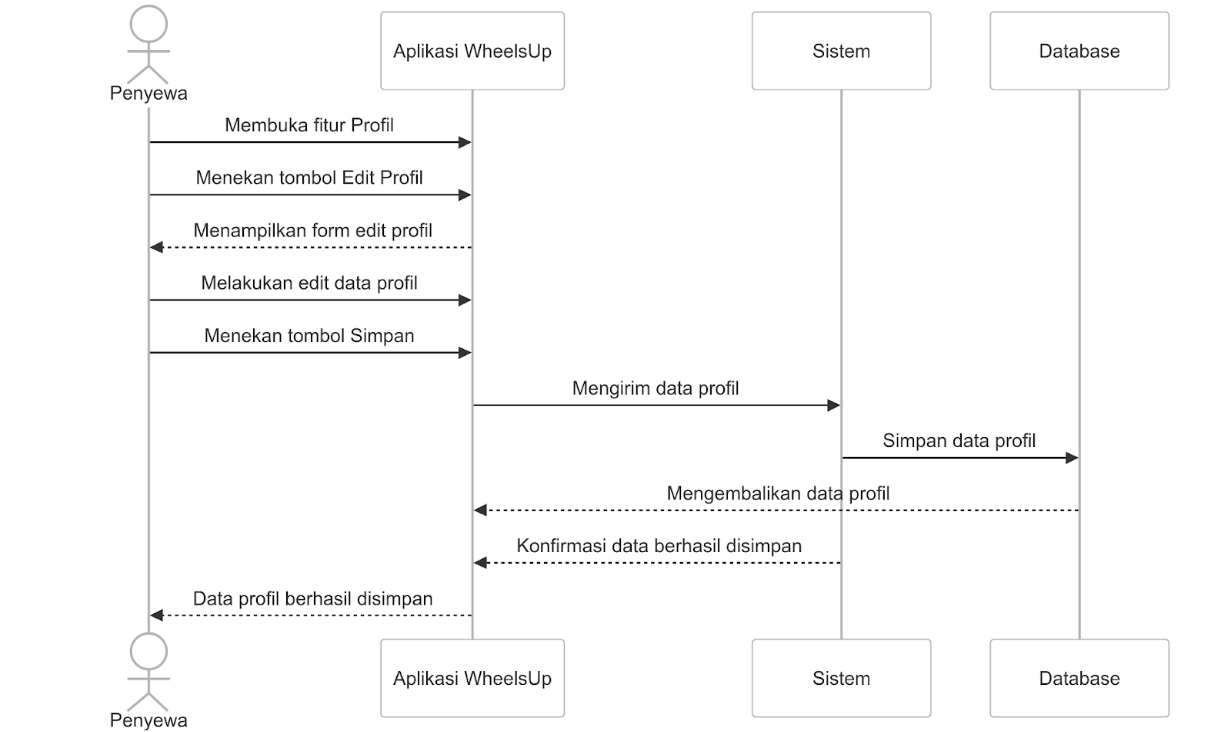 Penyewa
Aplikasi WheelsUp
Sistem
Database
Membuka fitur Profil
Menekan tombol Edit Profil
Menampilkan form edit profil
Melakukan edit data profil
Menekan tombol Simpan
Mengirim data profil
Simpan data profil
Mengembalikan data profil
Konfirmasi data berhasil disimpan
Data profil berhasil disimpan
Penyewa
Aplikasi WheelsUp
Sistem
Database